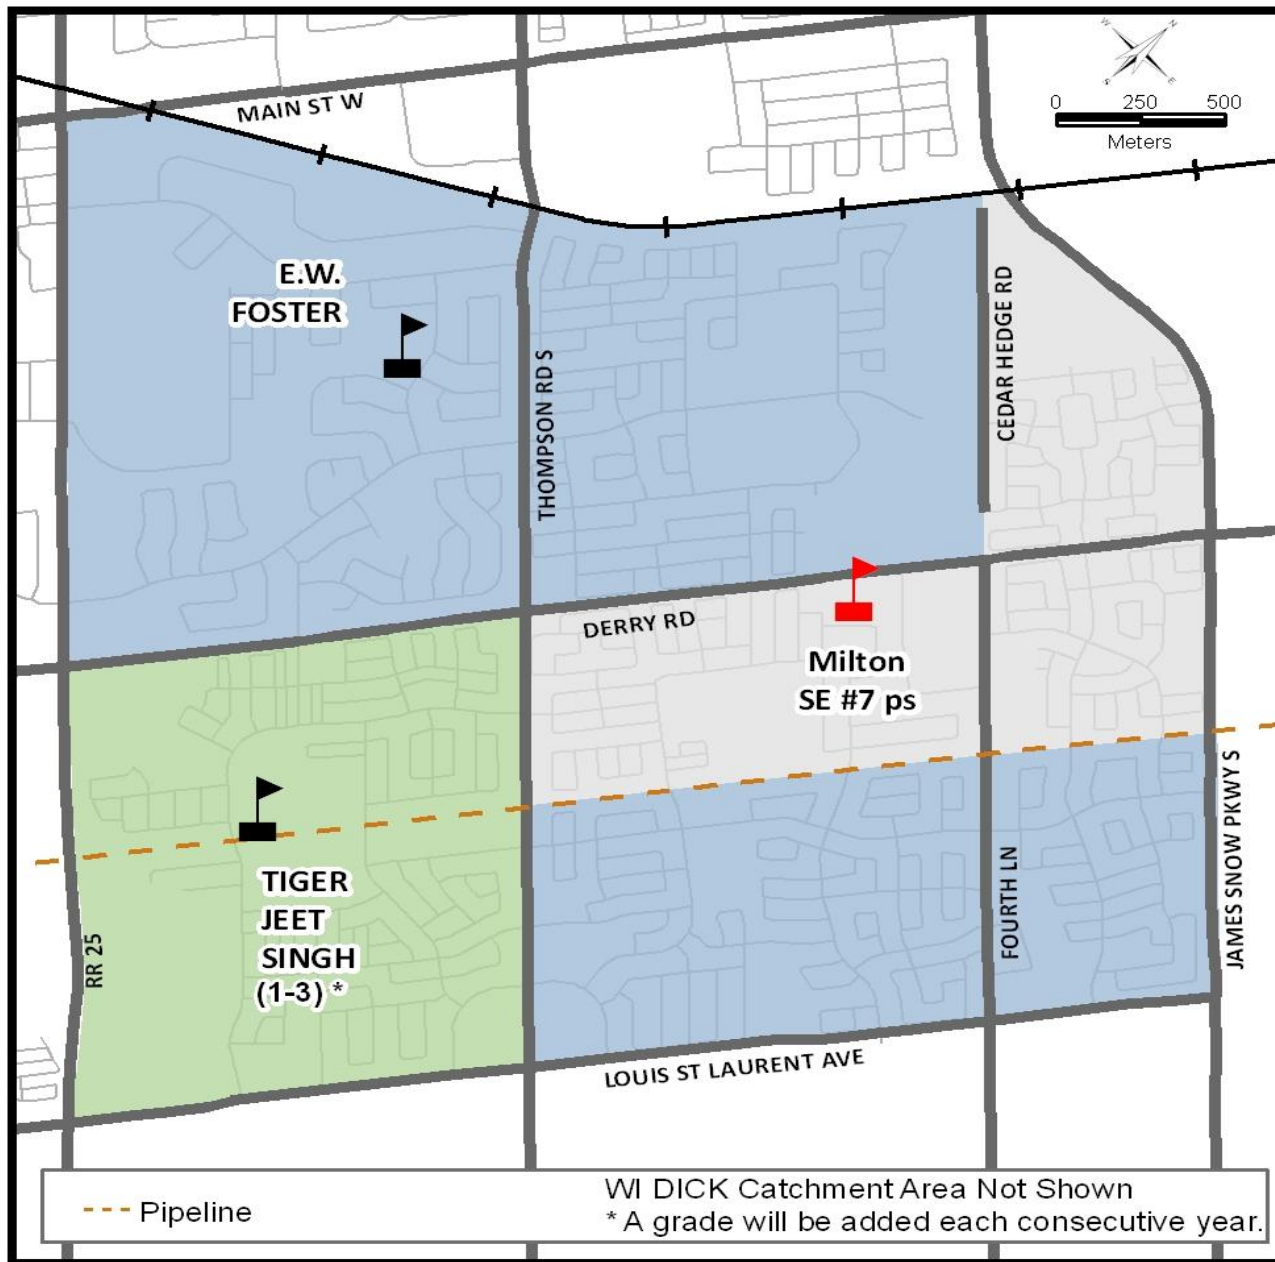 MAIN ST W
W
N
S
E
0 250 500
Meters
E.W.
FOSTER
THOMPSON RD S
CEDAR HEDGE RD
DERRY RD
Milton
SE #7 ps
TIGER
JEET
SINGH
(1-3) *
RR 25
FOURTH LN
JAMES SNOW PKWY S
LOUIS ST LAURENT AVE
Pipeline
WI DICK Catchment Area Not Shown
* A grade will be added each consecutive year.